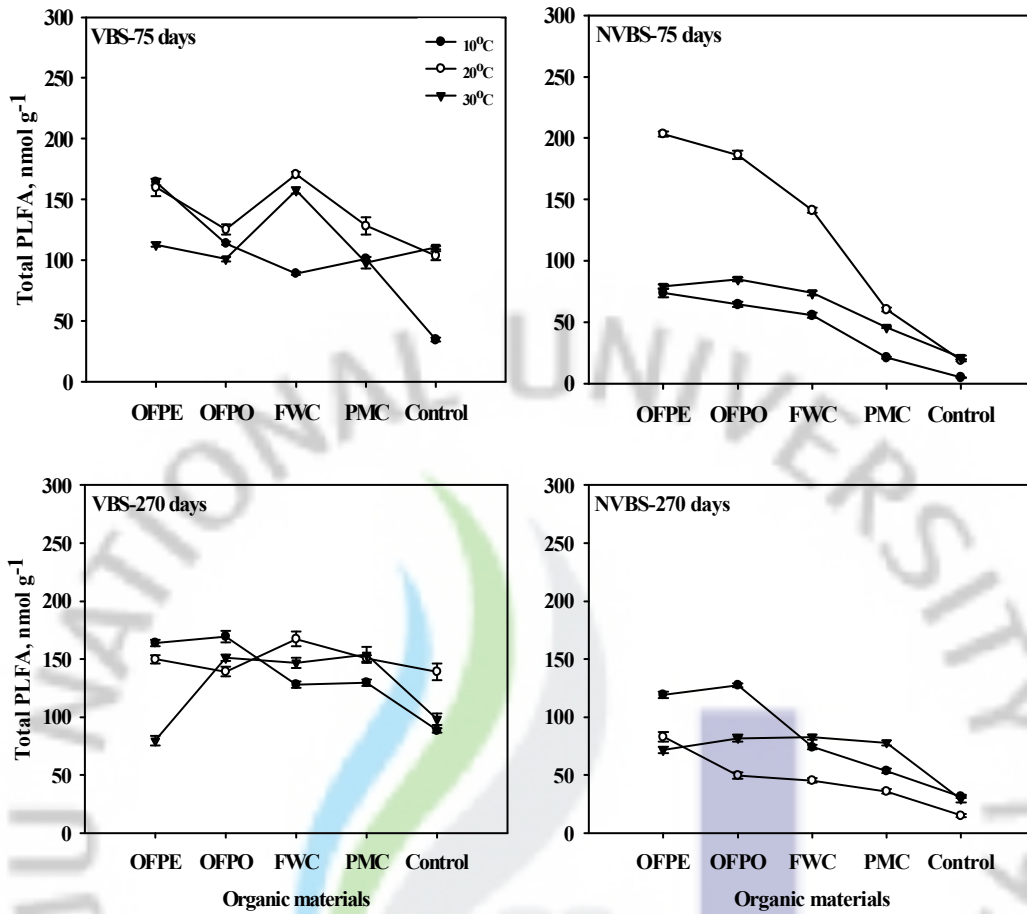 VBS-75 days
10°C
20°C
30°C
Total PLFA, nmol g-1
300
250
200
150
100
50
0
OFPE OFPO FWC PMC Control
NVBS-75 days
300
250
200
150
100
50
0
OFPE OFPO FWC PMC Control
VBS-270 days
Total PLFA, nmol g-1
300
250
200
150
100
50
0
OFPE OFPO FWC PMC Control
Organic materials
NVBS-270 days
300
250
200
150
100
50
0
OFPE OFPO FWC PMC Control
Organic materials
NATIONAL UNIVERSITY